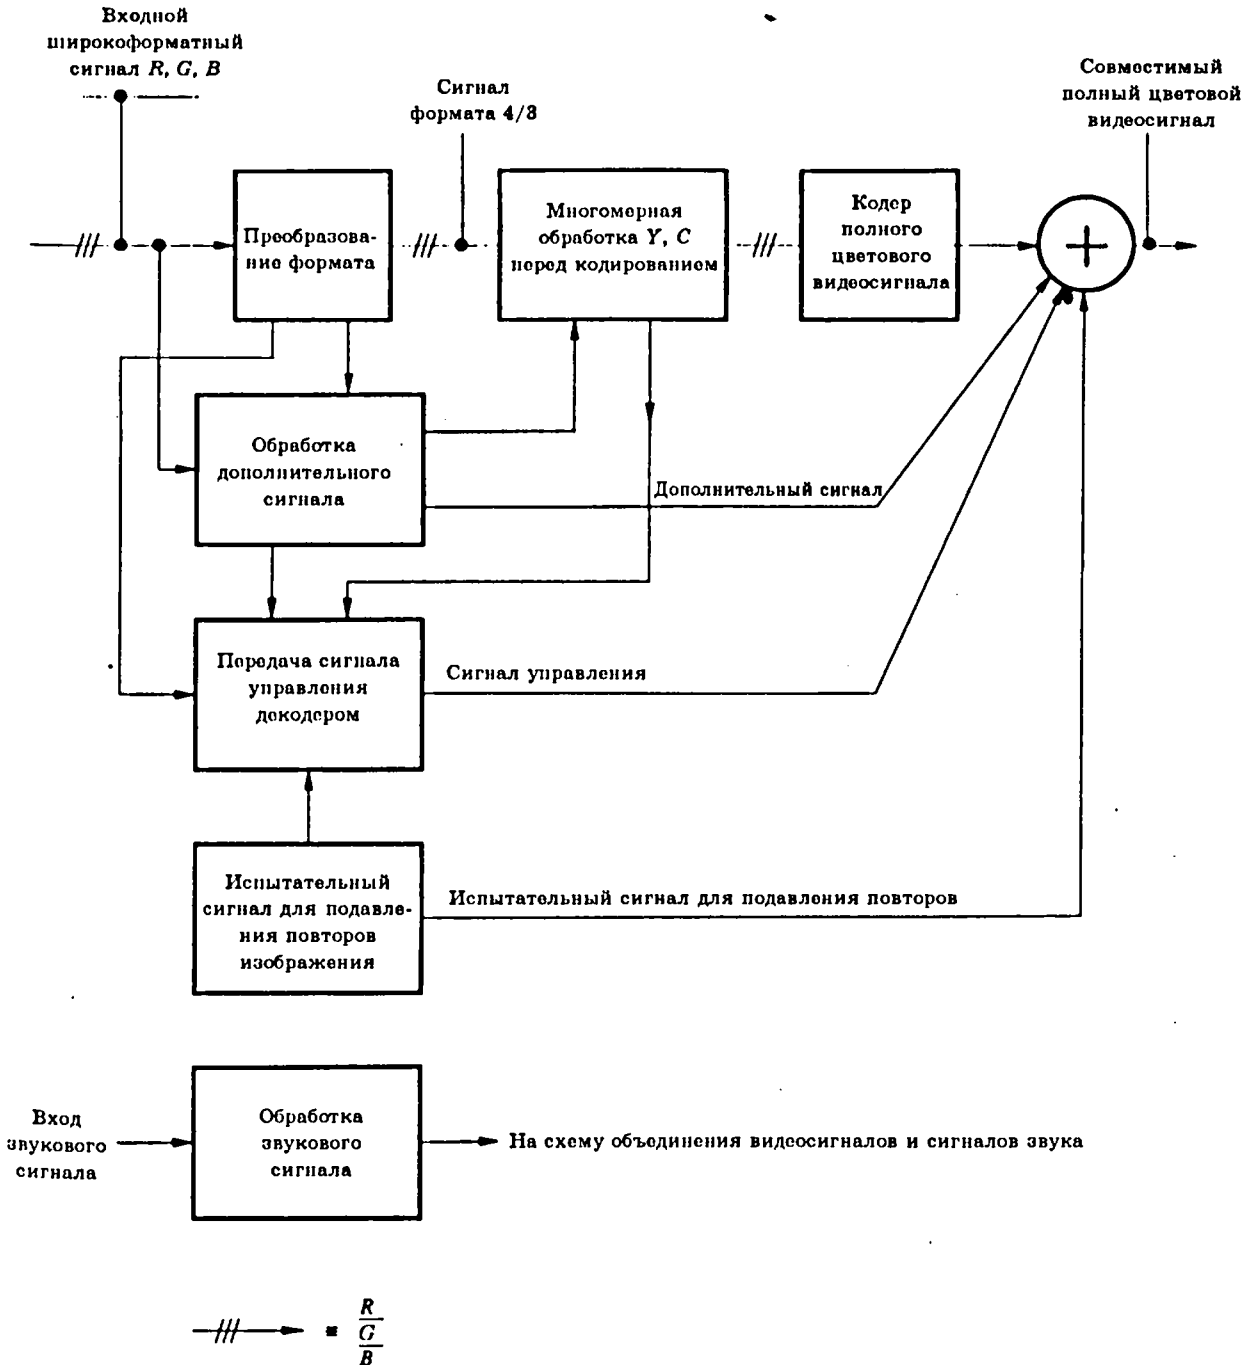 Входной
широкоформатный
сигнал R, G, B
Сигнал
формата 4/3
Совместимый
полный цветовой
видеосигнал
Преобразова-
ние формата
Многомерная
обработка Y, C
перед кодированием
Кодер
полного
цветового
видеосигнала
Обработка
дополнительного
сигнала
Дополнительный сигнал
Передача сигнала
управления
декодером
Сигнал управления
Испытательный
сигнал для подавле-
ния повторов
изображения
Испытательный сигнал для подавления повторов
Вход
звукового
сигнала
Обработка
звукового
сигнала
На схему объединения видеосигналов и сигналов звука
R
G
B